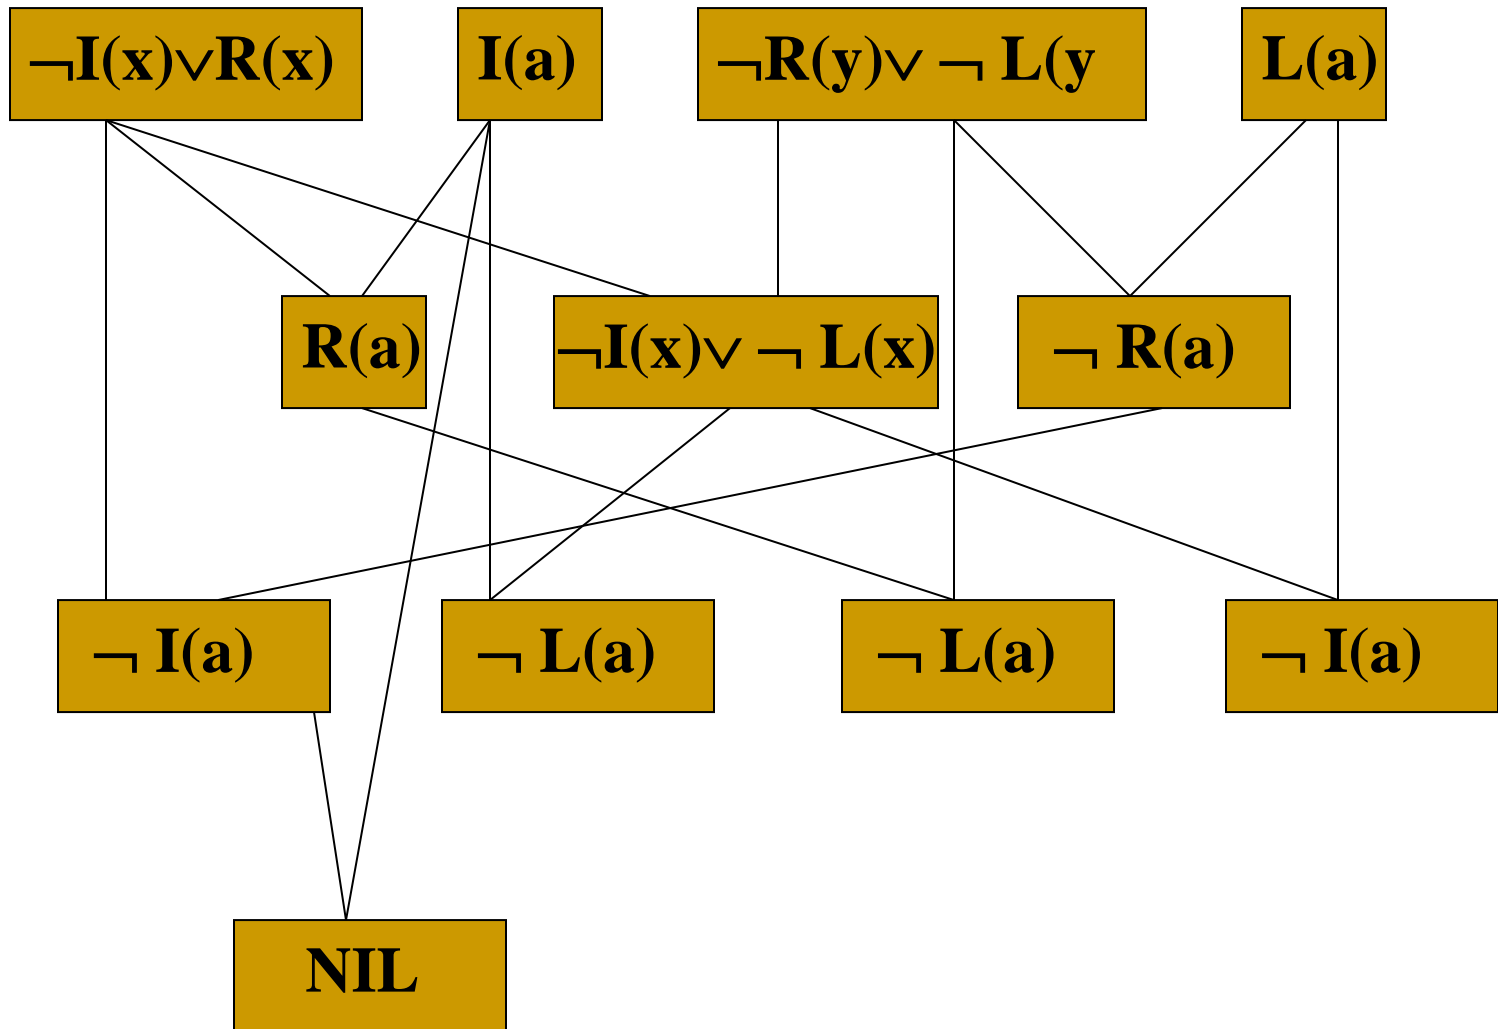 ¬I(x)∨R(x)
I(a)
¬R(y)∨ ¬ L(y
L(a)
R(a)
¬I(x)∨ ¬ L(x)
¬ R(a)
¬ I(a)
¬ L(a)
¬ L(a)
¬ I(a)
NIL